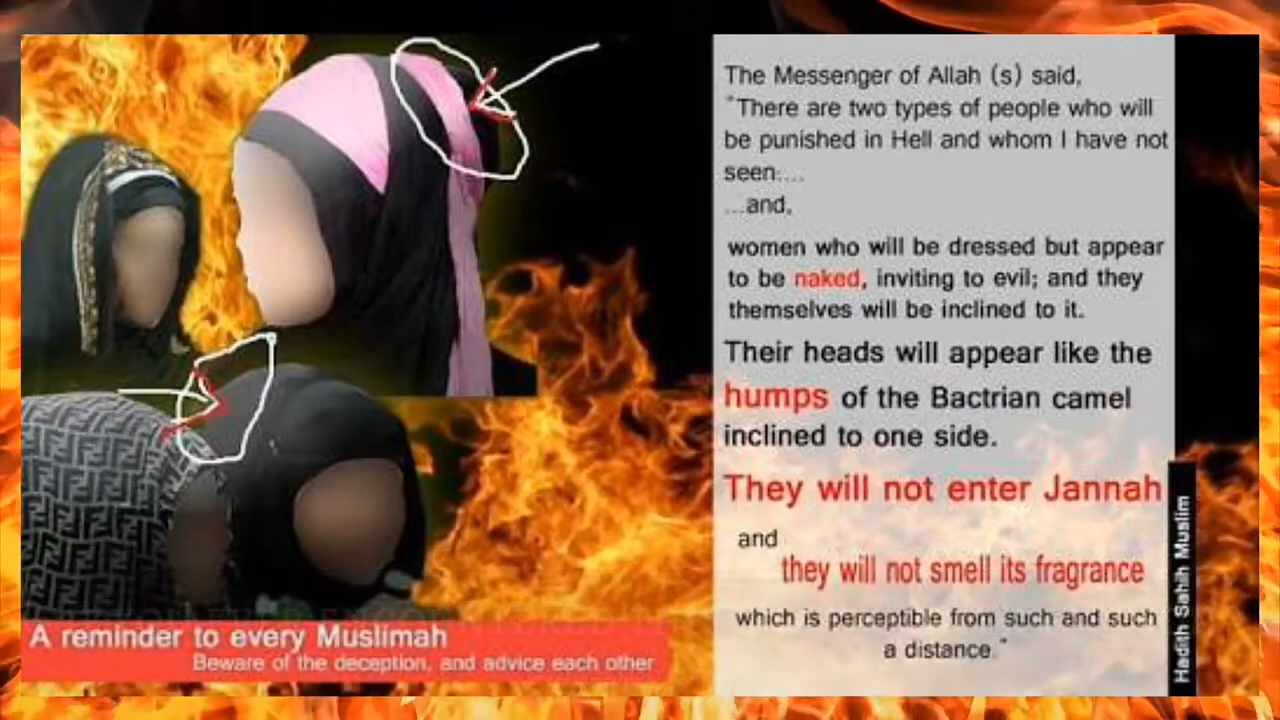 The Messenger of Allah (s) said,
"There are two types of people who will
be punished in Hell and whom I have not
seen....
...and,
women who will be dressed but appear
to be naked, inviting to evil; and they
themselves will be inclined to it.
Their heads will appear like the
humps of the Bactrian camel
inclined to one side.
They will not enter Jannah
and
they will not smell its fragrance
which is perceptible from such and such
a distance."
Hadith Sahih Muslim
A reminder to every Muslimah
Beware of the deception, and advice each other